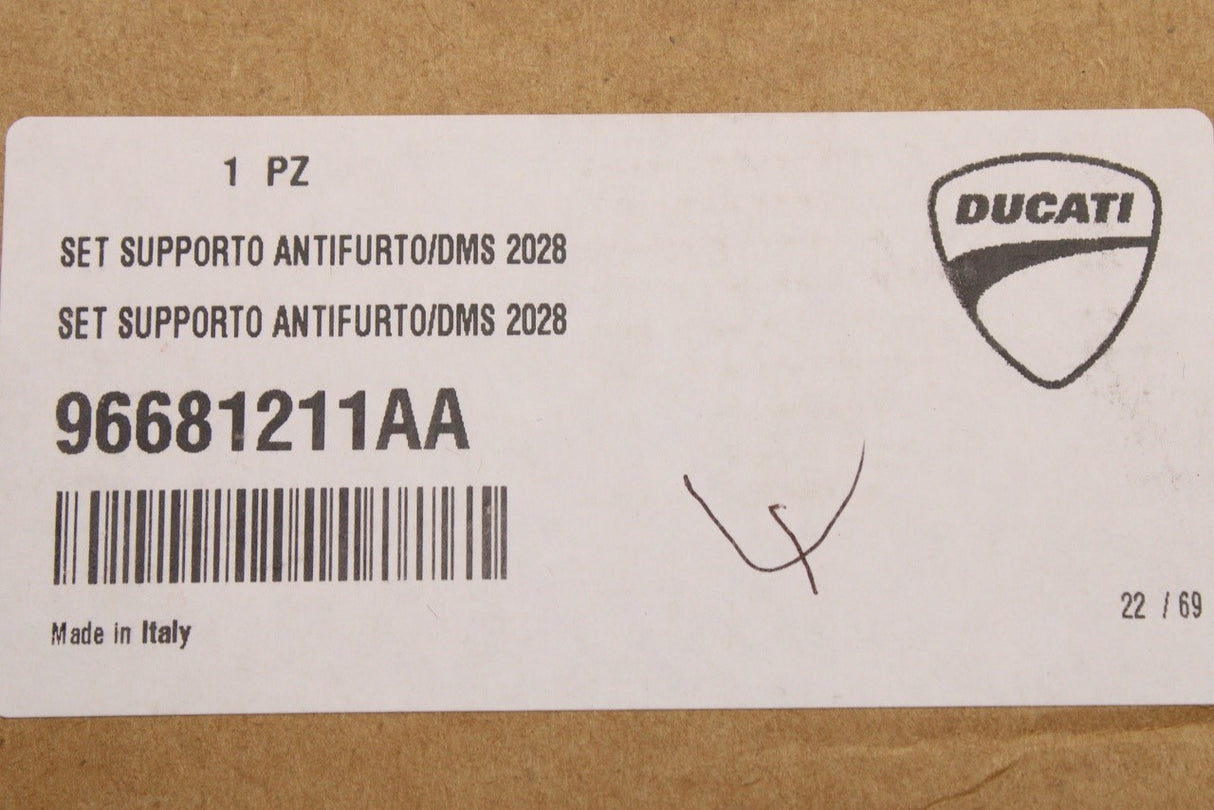 1 PZ
DUCATI
SET SUPPORTO ANTIFURTO/DMS 2028
SET SUPPORTO ANTIFURTO/DMS 2028
96681211AA
Made in Italy
22 / 69